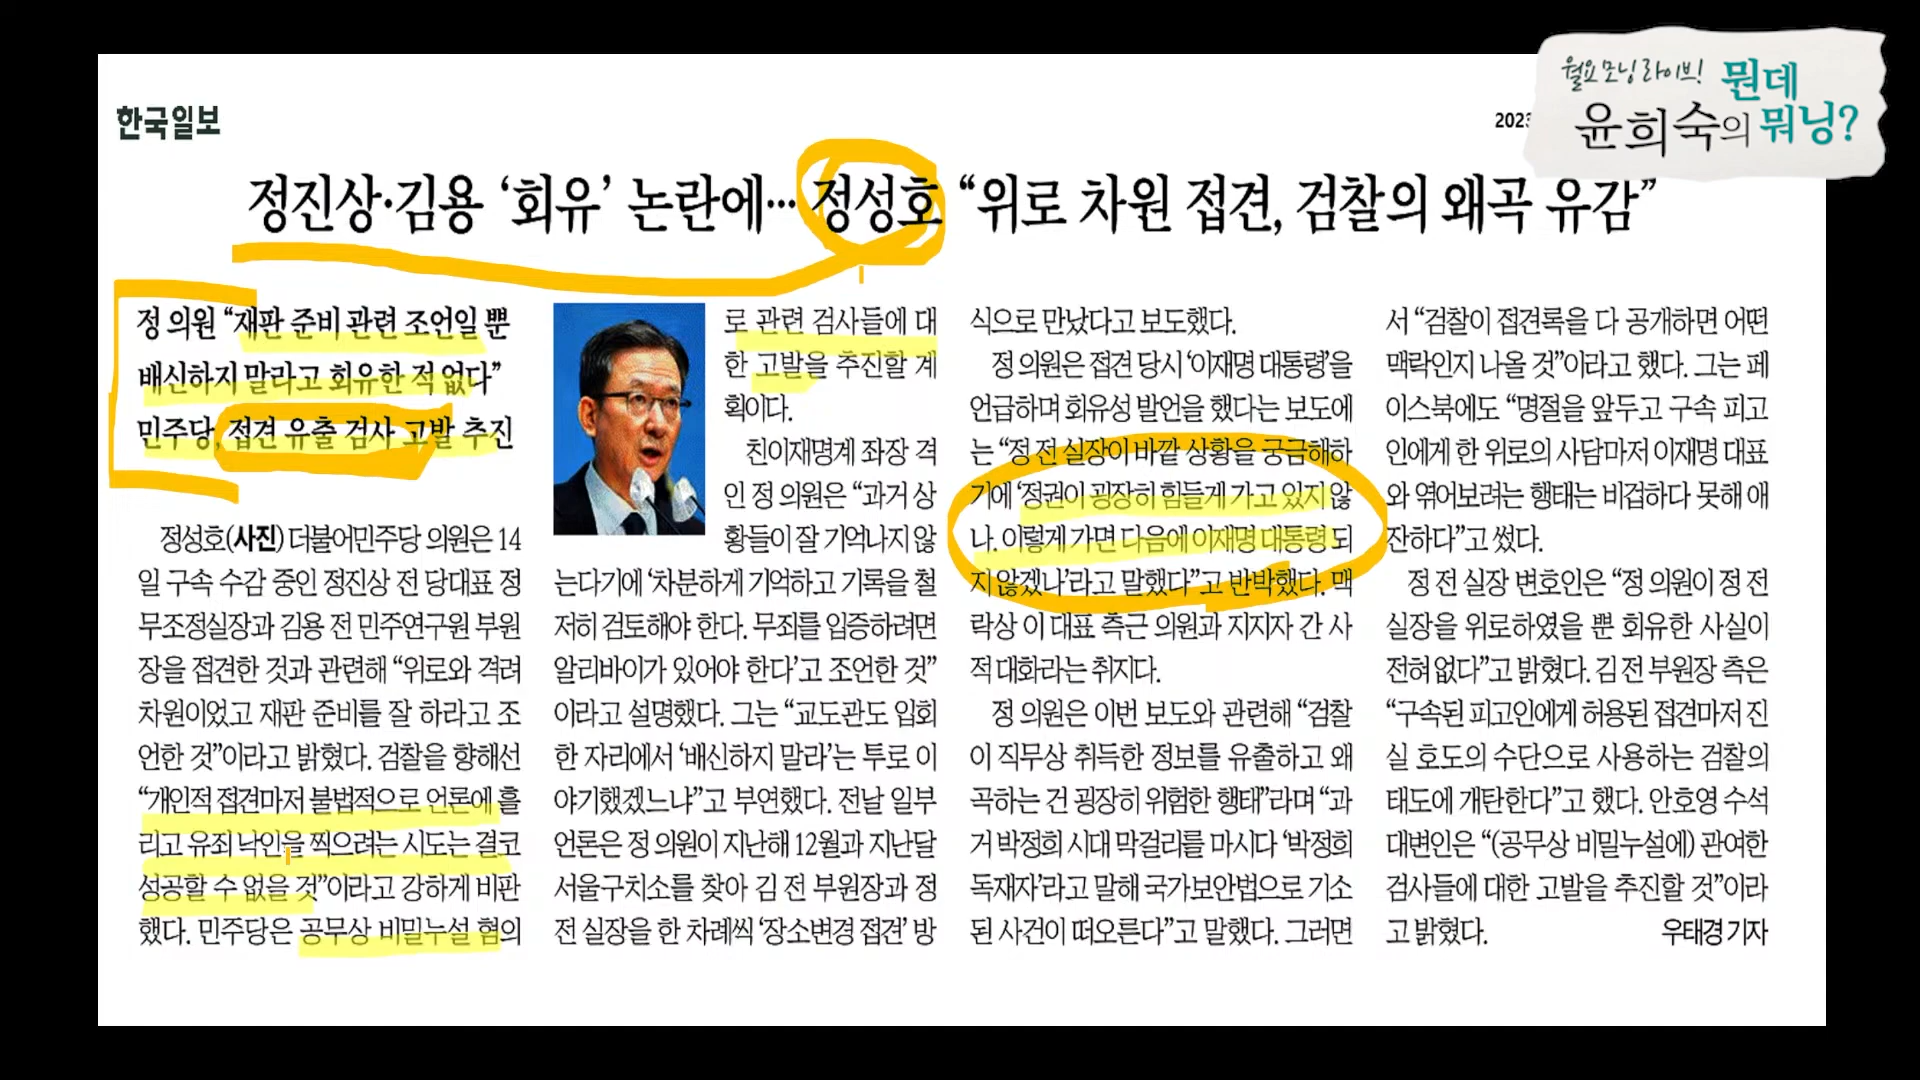 월요 모닝 라이브! 뭔데
윤희숙의 뭐닝?
한국일보
2023
정진상·김용 ‘회유’ 논란에… 정성호 “위로 차원 접견, 검찰의 왜곡 유감”
정 의원 “재판 준비 관련 조언일 뿐
배신하지 말라고 회유한 적 없다”
민주당, 접견 유출 검사 고발 추진
정성호(사진) 더불어민주당 의원은 14
일 구속 수감 중인 정진상 전 당대표 정
무조정실장과 김용 전 민주연구원 부원
장을 접견한 것과 관련해 “위로와 격려
차원이었고 재판 준비를 잘 하라고 조
언한 것”이라고 밝혔다. 검찰을 향해선
“개인적 접견마저 불법적으로 언론에 흘
리고 유죄 낙인을 찍으려는 시도는 결코
성공할 수 없을 것”이라고 강하게 비판
했다. 민주당은 공무상 비밀누설 혐의
로 관련 검사들에 대
한 고발을 추진할 계
획이다.
친이재명계 좌장 격
인 정 의원은 “과거 상
황들이 잘 기억나지 않
는다기에 ‘차분하게 기억하고 기록을 철
저히 검토해야 한다. 무죄를 입증하려면
알리바이가 있어야 한다’고 조언한 것”
이라고 설명했다. 그는 “교도관도 입회
한 자리에서 ‘배신하지 말라’는 투로 이
야기했겠느냐”고 부연했다. 전날 일부
언론은 정 의원이 지난해 12월과 지난달
서울구치소를 찾아 김 전 부원장과 정
전 실장을 한 차례씩 ‘장소변경 접견’ 방
식으로 만났다고 보도했다.
정 의원은 접견 당시 ‘이재명 대통령’을
언급하며 회유성 발언을 했다는 보도에
는 “정 전 실장이 바깥 상황을 궁금해하
기에 ‘정권이 굉장히 힘들게 가고 있지 않
나. 이렇게 가면 다음에 이재명 대통령 되
지 않겠나’라고 말했다”고 반박했다. 맥
락상 이 대표 측근 의원과 지지자 간 사
적 대화라는 취지다.
정 의원은 이번 보도와 관련해 “검찰
이 직무상 취득한 정보를 유출하고 왜
곡하는 건 굉장히 위험한 행태”라며 “과
거 박정희 시대 막걸리를 마시다 ‘박정희
독재자’라고 말해 국가보안법으로 기소
된 사건이 떠오른다”고 말했다. 그러면
서 “검찰이 접견록을 다 공개하면 어떤
맥락인지 나올 것”이라고 했다. 그는 페
이스북에도 “명절을 앞두고 구속 피고
인에게 한 위로의 사담마저 이재명 대표
와 엮어보려는 행태는 비겁하다 못해 애
잔하다”고 썼다.
정 전 실장 변호인은 “정 의원이 정 전
실장을 위로하였을 뿐 회유한 사실이
전혀 없다”고 밝혔다. 김 전 부원장 측은
“구속된 피고인에게 허용된 접견마저 진
실 호도의 수단으로 사용하는 검찰의
태도에 개탄한다”고 했다. 안호영 수석
대변인은 “(공무상 비밀누설에) 관여한
검사들에 대한 고발을 추진할 것”이라
고 밝혔다.
우태경 기자